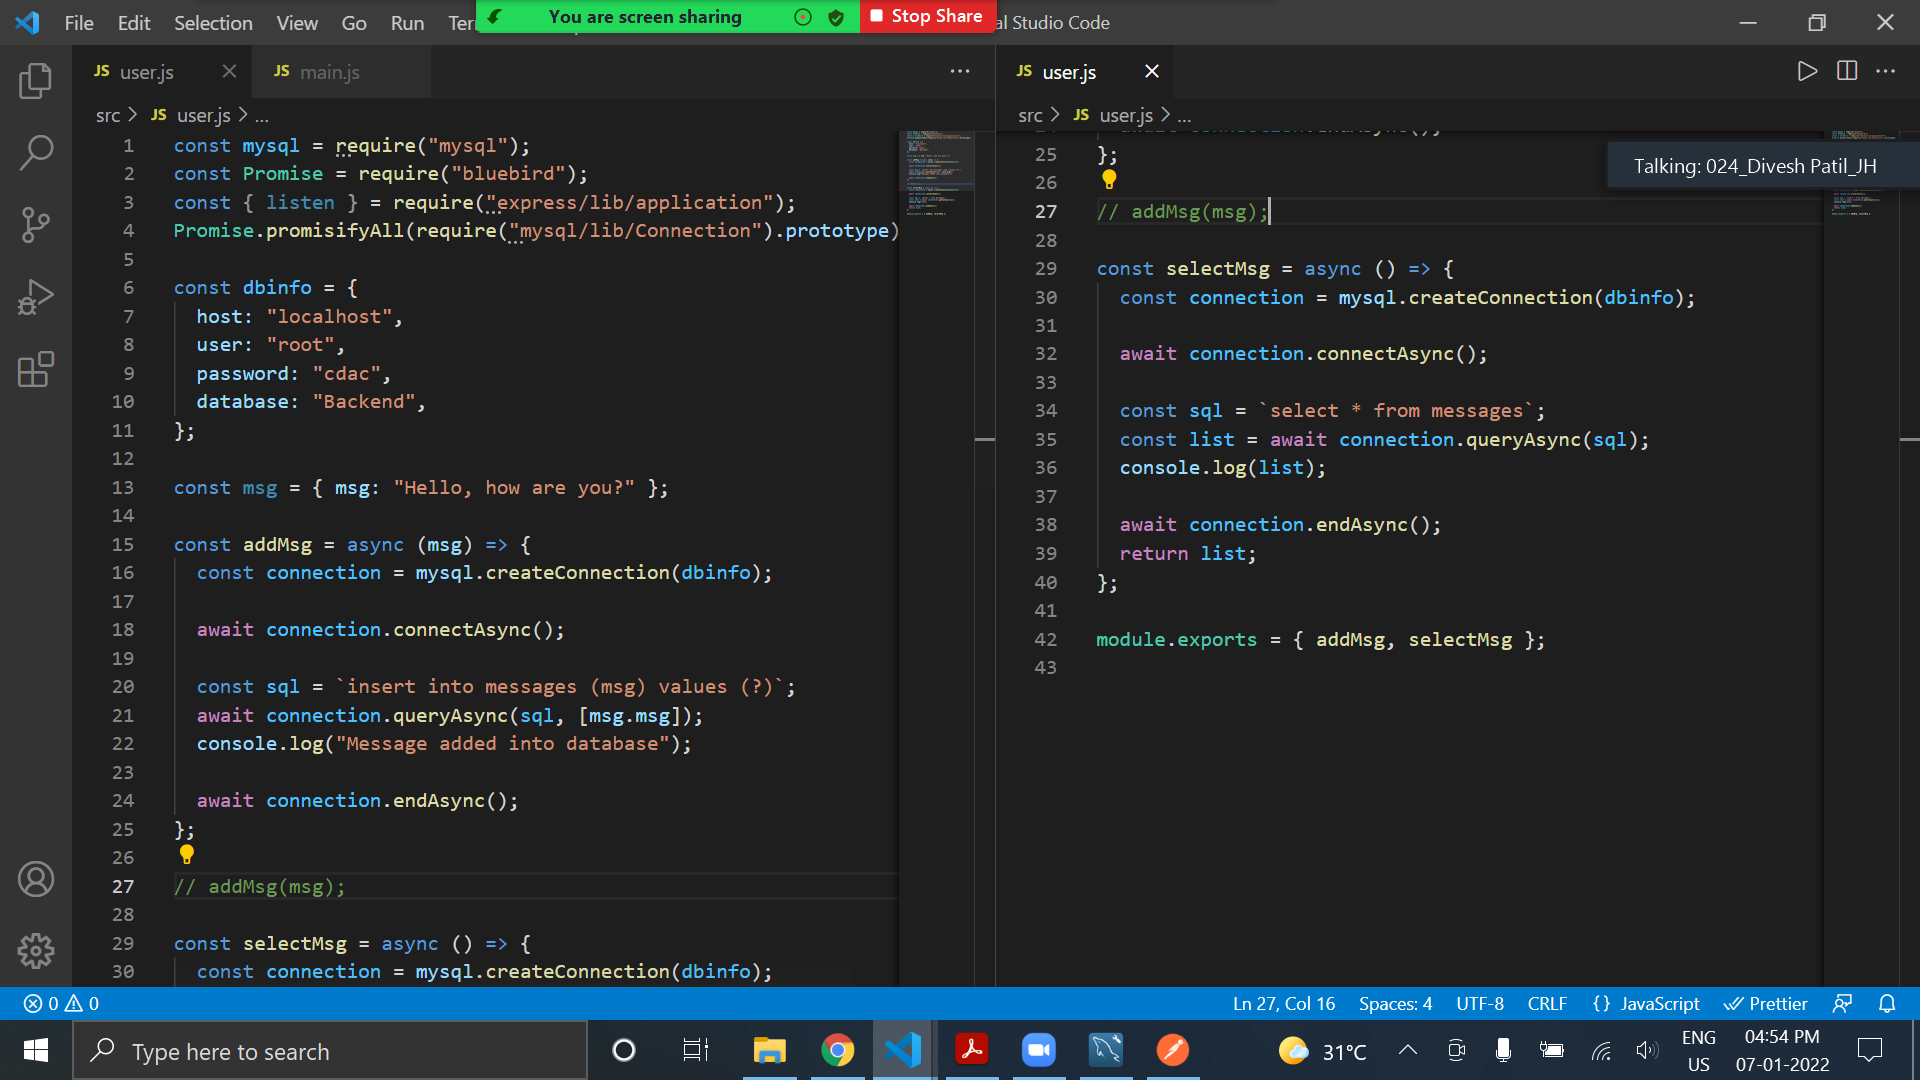 File Edit Selection View Go Run Ter
You are screen sharing
Stop Share
al Studio Code
JS user.js
JS main.js
src > JS user.js > ...
1 const mysql = require("mysql");
2 const Promise = require("bluebird");
3 const { listen } = require("express/lib/application");
4 Promise.promisifyAll(require("mysql/lib/Connection").prototype)
5
6 const dbinfo = {
7 host: "localhost",
8 user: "root",
9 password: "cdac",
10 database: "Backend",
11 };
12
13 const msg = { msg: "Hello, how are you?" };
14
15 const addMsg = async (msg) => {
16 const connection = mysql.createConnection(dbinfo);
17
18 await connection.connectAsync();
19
20 const sql = `insert into messages (msg) values (?)`;
21 await connection.queryAsync(sql, [msg.msg]);
22 console.log("Message added into database");
23
24 await connection.endAsync();
25 };
26
27 // addMsg(msg);
28
29 const selectMsg = async () => {
30 const connection = mysql.createConnection(dbinfo);
JS user.js
src > JS user.js > ...
25 };
26
27 // addMsg(msg);
28
29 const selectMsg = async () => {
30 const connection = mysql.createConnection(dbinfo);
31
32 await connection.connectAsync();
33
34 const sql = `select * from messages`;
35 const list = await connection.queryAsync(sql);
36 console.log(list);
37
38 await connection.endAsync();
39 return list;
40 };
41
42 module.exports = { addMsg, selectMsg };
43
Talking: 024_Divesh Patil_JH
0 0
Ln 27, Col 16 Spaces: 4 UTF-8 CRLF {} JavaScript Prettier
Type here to search
31°C
ENG
US
04:54 PM
07-01-2022